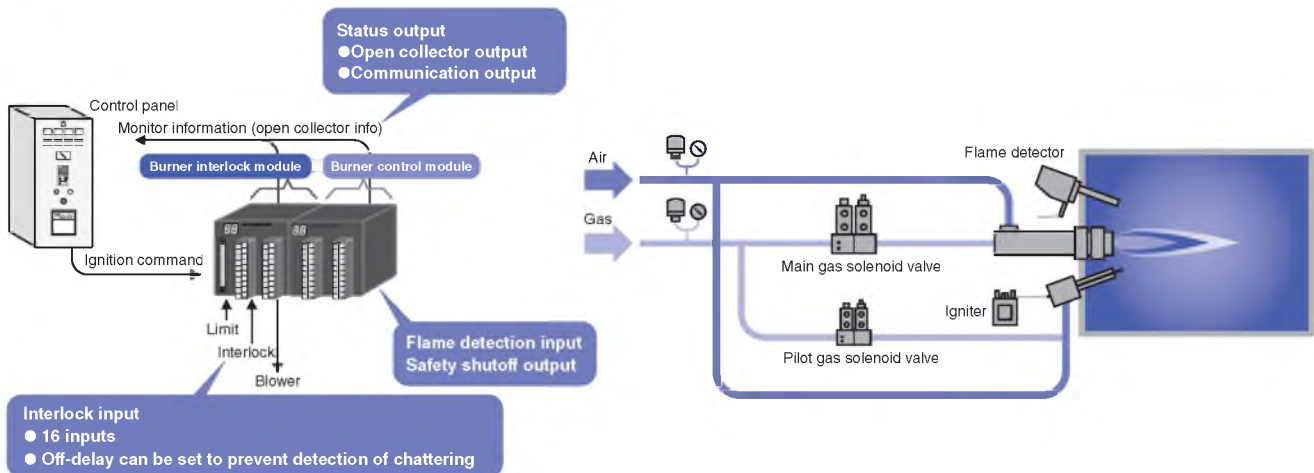 Status output
●Open collector output
●Communication output
Control panel
Monitor information (open collector info)
Burner interlock module
Burner control module
88
88
Ignition command
Limit
Interlock
Blower
Flame detection input
Safety shutoff output
Interlock input
● 16 inputs
● Off-delay can be set to prevent detection of chattering
Air
Gas
Flame detector
Main gas solenoid valve
Igniter
Pilot gas solenoid valve